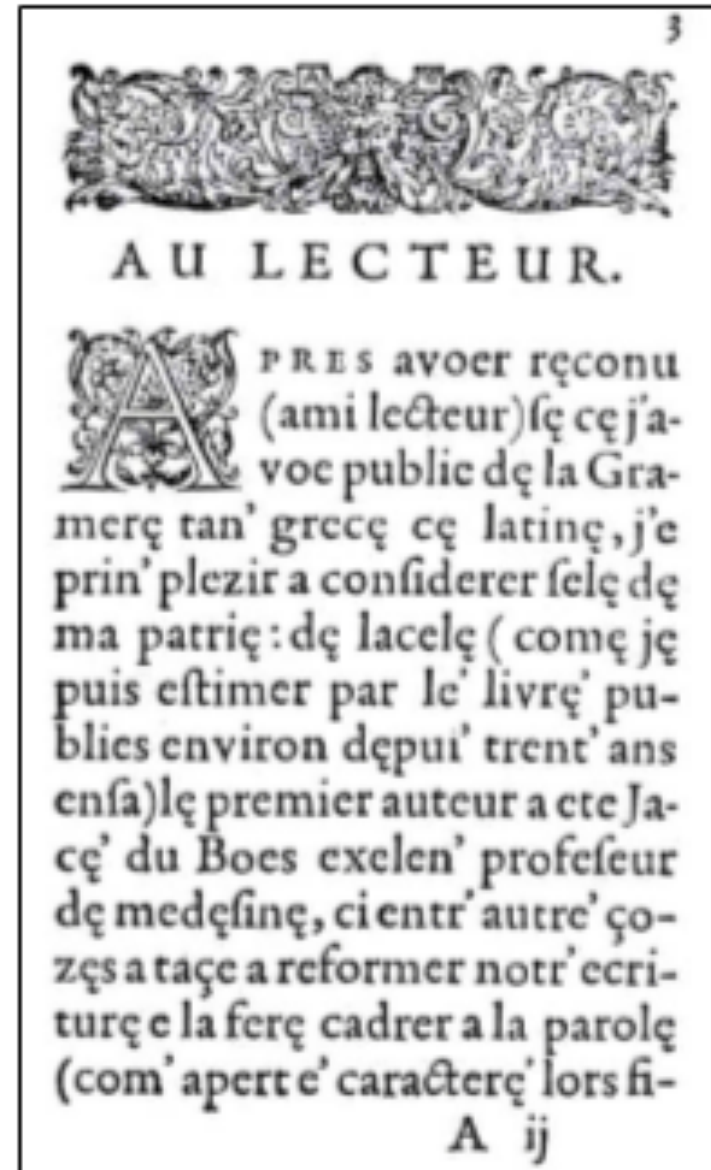 3
AU LECTEUR.
APRES avoer ręconu
(ami lecteur)ſę cę j'a-
voe publie dę la Gra-
merę tan' grecę cę latinę, j'e
prin' plezir a conſiderer ſelę dę
ma patrię: dę lacelę (comę ję
puis eſtimer par le' livrę' pu-
blies environ dępui' trent' ans
enſa)lę premier auteur a ete Ja-
cę' du Boes exelen' profeſeur
dę medęſinę, ci entr' autre' ço-
zęs a taçe a reformer notr' ecri-
turę e la ferę cadrer a la parolę
(com' apert e' caracterę' lors fi-
A ij